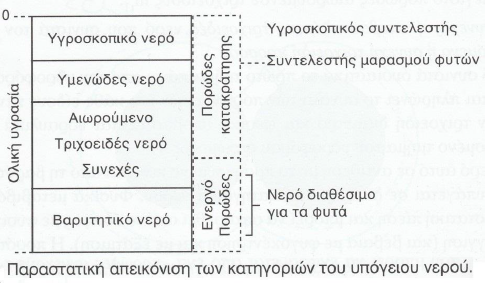 0
Ολική υγρασία
Υγροσκοπικό νερό
Υμενώδες νερό
Αιωρούμενο
Τριχοειδές νερό
Συνεχές
Βαρυτητικό νερό
Πορώδες
κατακράτησης
Ενεργό
Πορώδες
Υγροσκοπικός συντελεστής
Συντελεστής μαρασμού φυτών
Νερό διαθέσιμο
για τα φυτά
Παραστατική απεικόνιση των κατηγοριών του υπόγειου νερού.